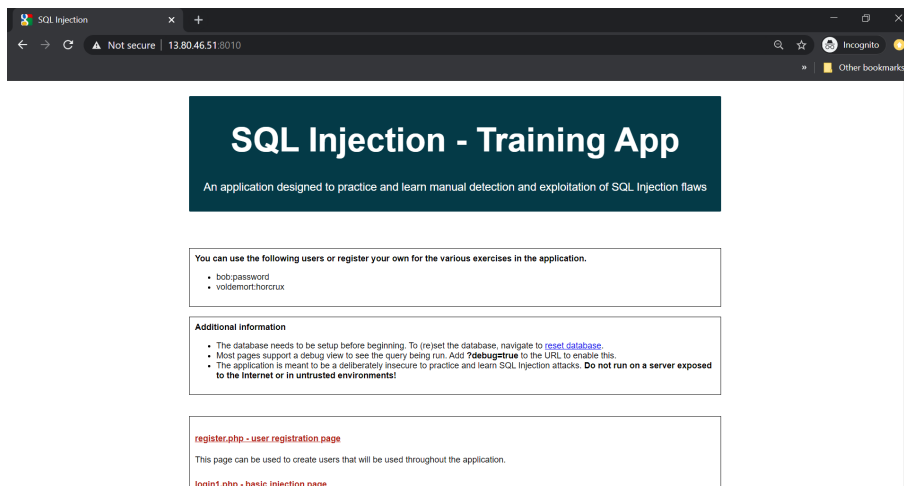 SQL Injection
Not secure | 13.80.46.51:8010
Incognito
»
Other bookmarks
SQL Injection - Training App
An application designed to practice and learn manual detection and exploitation of SQL Injection flaws
You can use the following users or register your own for the various exercises in the application.
• bob:password
• voldemort:horcrux
Additional information
• The database needs to be setup before beginning. To (re)set the database, navigate to reset database.
• Most pages support a debug view to see the query being run. Add ?debug=true to the URL to enable this.
• The application is meant to be a deliberately insecure to practice and learn SQL Injection attacks. Do not run on a server exposed
to the Internet or in untrusted environments!
register.php - user registration page
This page can be used to create users that will be used throughout the application.
login1.php - basic injection page